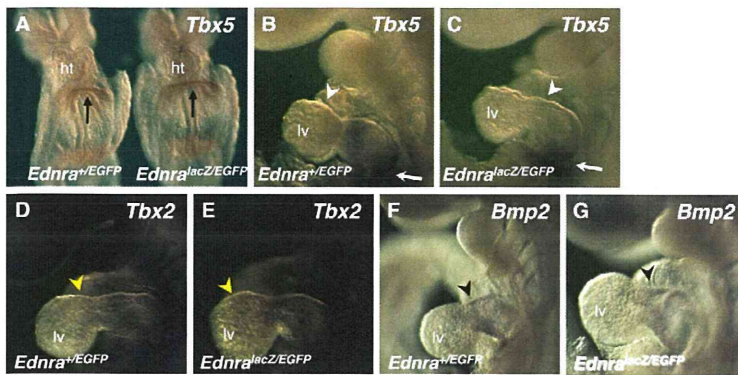 A Tbx5
ht ht
Ednra+/EGFP EdnralacZ/EGFP
B Tbx5
lv
Ednra+/EGFP
C Tbx5
lv
EdnralacZ/EGFP
D Tbx2
lv
Ednra+/EGFP
E Tbx2
lv
EdnralacZ/EGFP
F Bmp2
lv
Ednra+/EGFP
G Bmp2
lv
EdnralacZ/EGFP